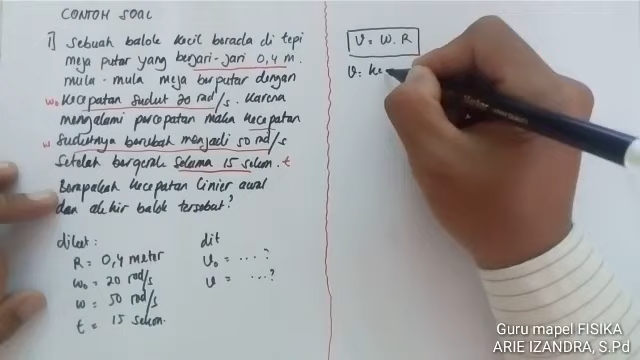 CONTOH SOAL
1] Sebuah balok kecil berada di tepi
meja putar yang berjari-jari 0,4 m.
mula-mula meja berputar dengan
ω₀ kecepatan sudut 20 rad/s. karena
mengalami percepatan maka kecepatan
ω sudutnya berubah menjadi 50 rad/s
setelah bergerak selama 15 sekon. t
Berapakah kecepatan linier awal
dan akhir balok tersebut?
diket:
R = 0,4 meter
ω₀ = 20 rad/s
ω = 50 rad/s
t = 15 sekon.
dit
v₀ = ...?
v = ...?
v = ω. R
v: ke
Guru mapel FISIKA
ARIE IZANDRA, S.Pd